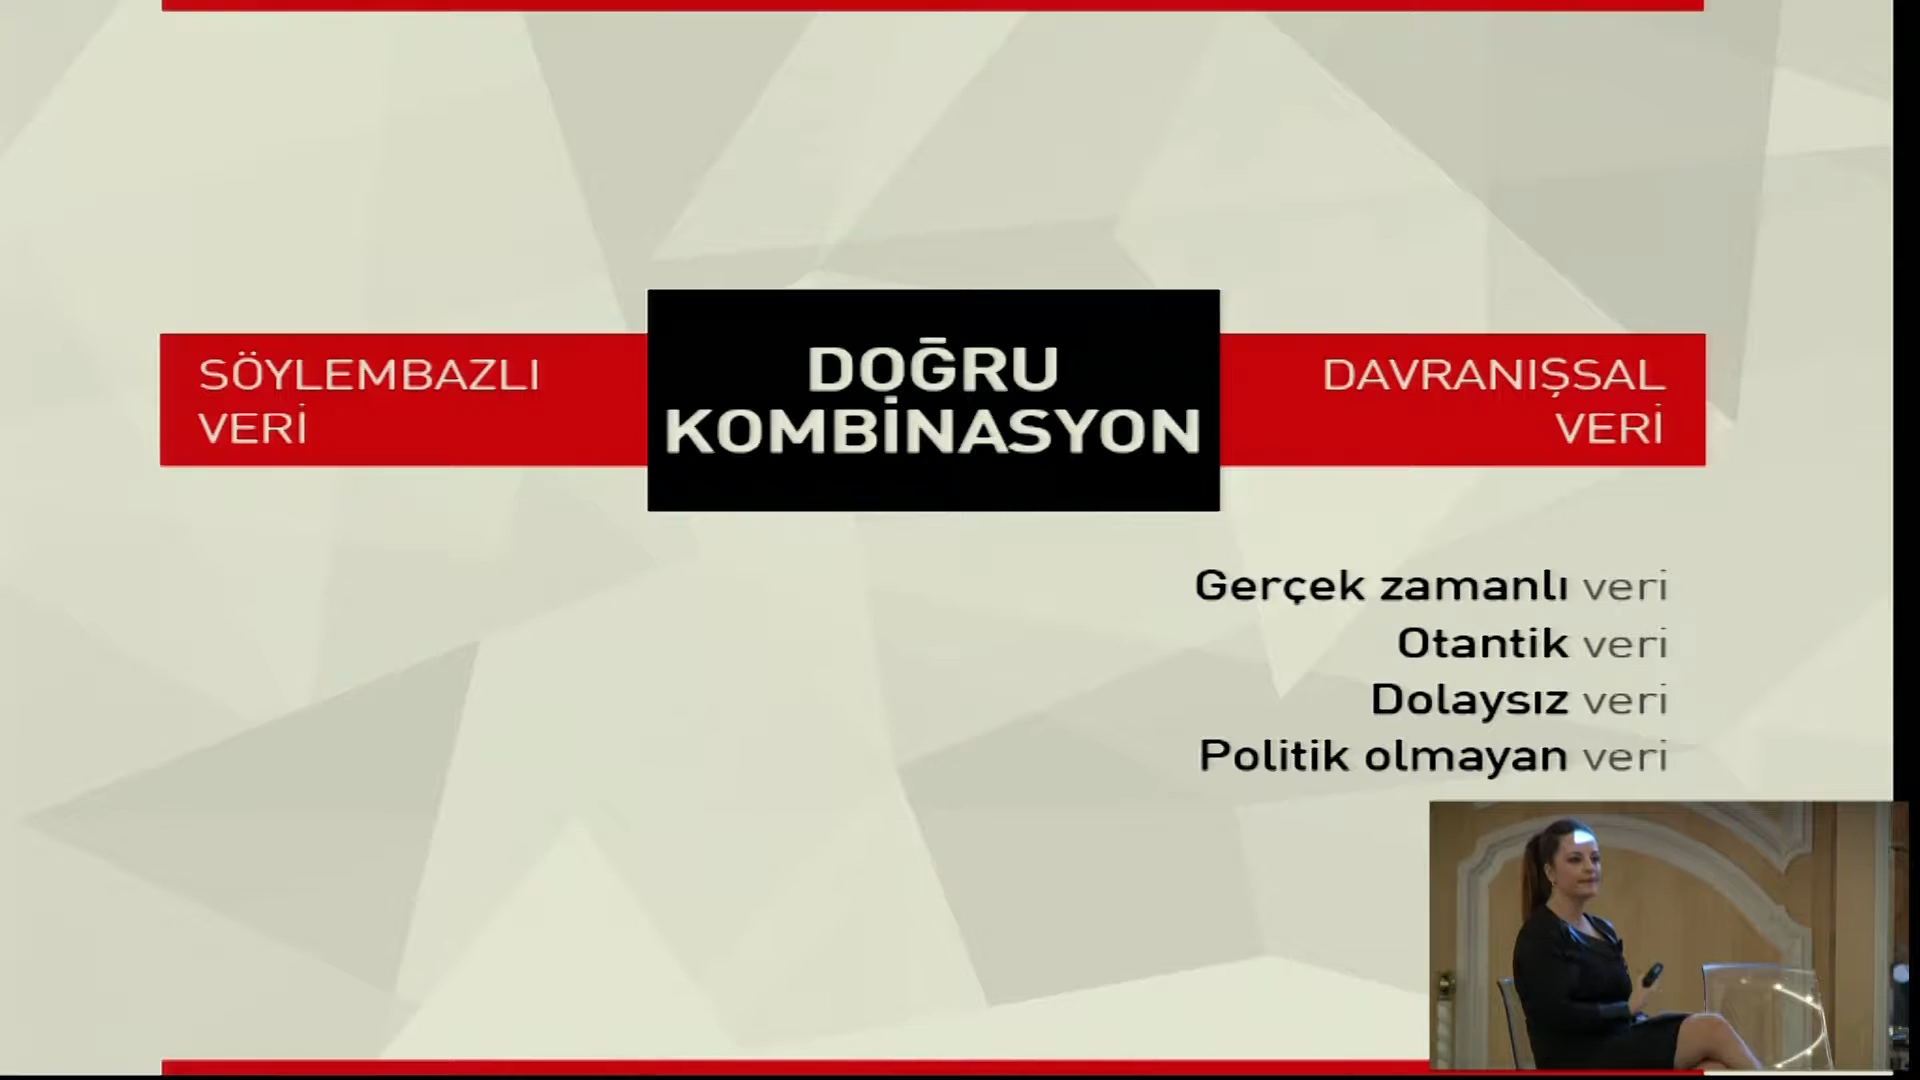 SÖYLEMBAZLI
VERİ
DOĞRU
KOMBİNASYON
DAVRANIŞSAL
VERİ
Gerçek zamanlı veri
Otantik veri
Dolaysız veri
Politik olmayan veri